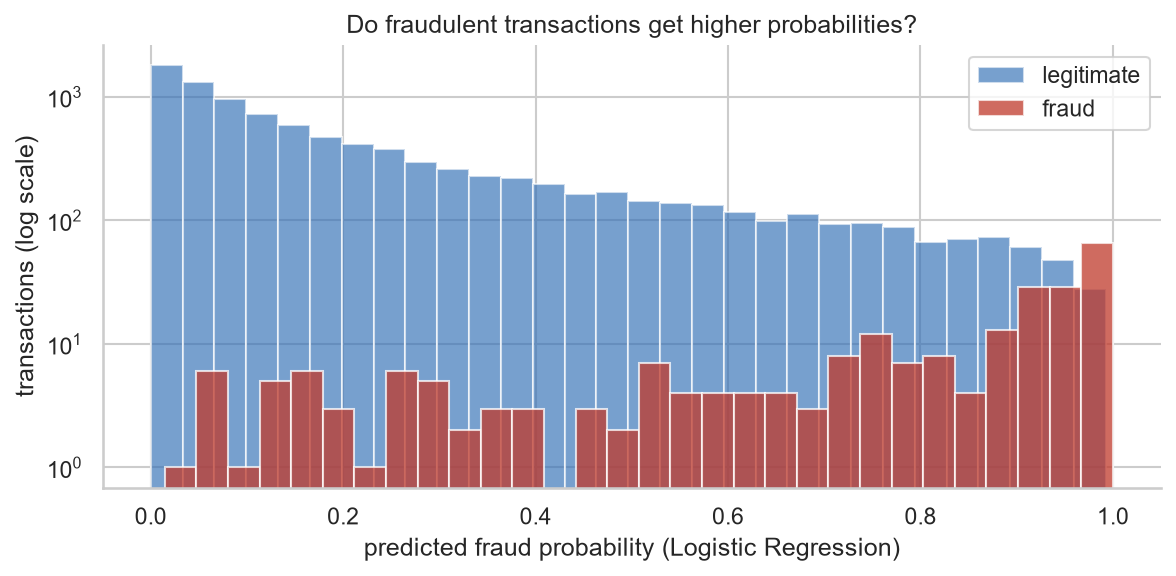 Do fraudulent transactions get higher probabilities?
legitimate
fraud
transactions (log scale)
10³
10²
10¹
10⁰
0.0 0.2 0.4 0.6 0.8 1.0
predicted fraud probability (Logistic Regression)